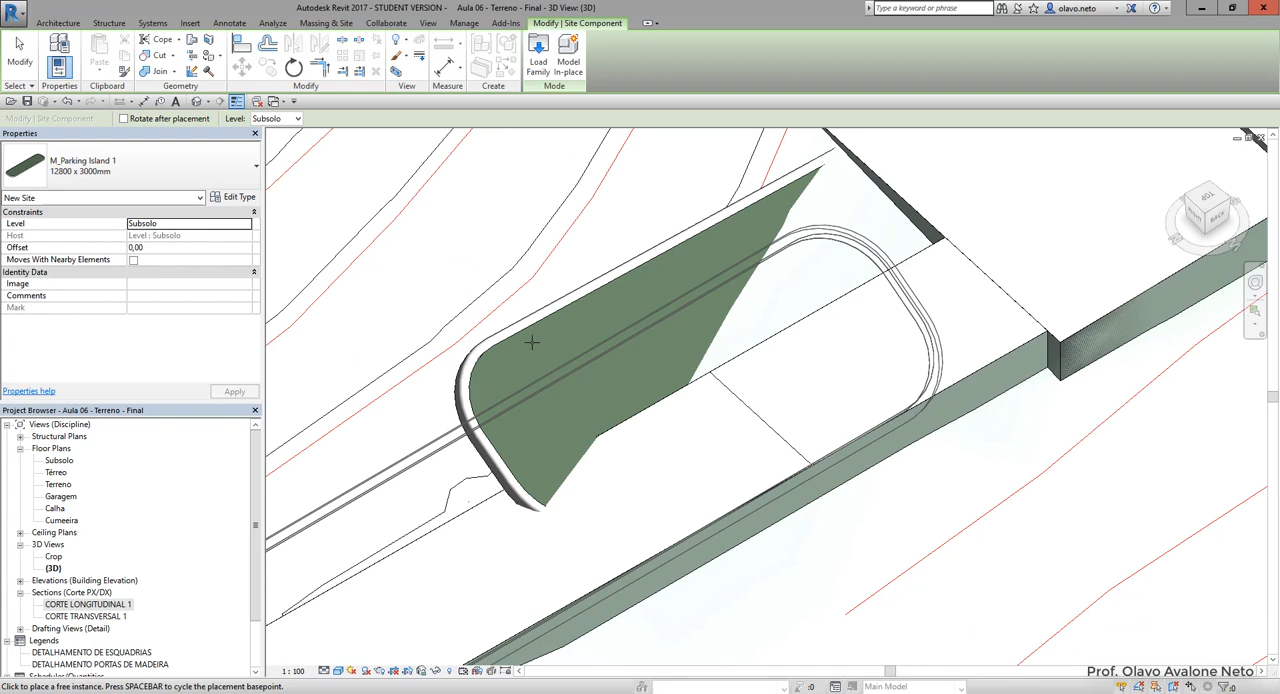 Autodesk Revit 2017 - STUDENT VERSION - Aula 06 - Terreno - Final - 3D View: {3D}
Type a keyword or phrase
olavo.neto
Architecture Structure Systems Insert Annotate Analyze Massing & Site Collaborate View Manage Add-Ins Modify | Site Component
Modify
Paste
Cope
Cut
Join
Load Family
Model In-place
Select Properties Clipboard Geometry Modify View Measure Create Mode
Modify | Site Component
Rotate after placement
Level: Subsolo
Properties
M_Parking Island 1
12800 x 3000mm
New Site
Edit Type
Constraints
Level Subsolo
Host Level : Subsolo
Offset 0,00
Moves With Nearby Elements
Identity Data
Image
Comments
Mark
Properties help
Apply
Project Browser - Aula 06 - Terreno - Final
Views (Discipline)
Structural Plans
Floor Plans
Subsolo
Térreo
Terreno
Garagem
Calha
Cumeeira
Ceiling Plans
3D Views
Crop
{3D}
Elevations (Building Elevation)
Sections (Corte PX/DX)
CORTE LONGITUDINAL 1
CORTE TRANSVERSAL 1
Drafting Views (Detail)
Legends
DETALHAMENTO DE ESQUADRIAS
DETALHAMENTO PORTAS DE MADEIRA
Schedules/Quantities
TOP
BACK
1 : 100
Prof. Olavo Avalone Neto
Click to place a free instance. Press SPACEBAR to cycle the placement basepoint.
:0
Main Model
:0